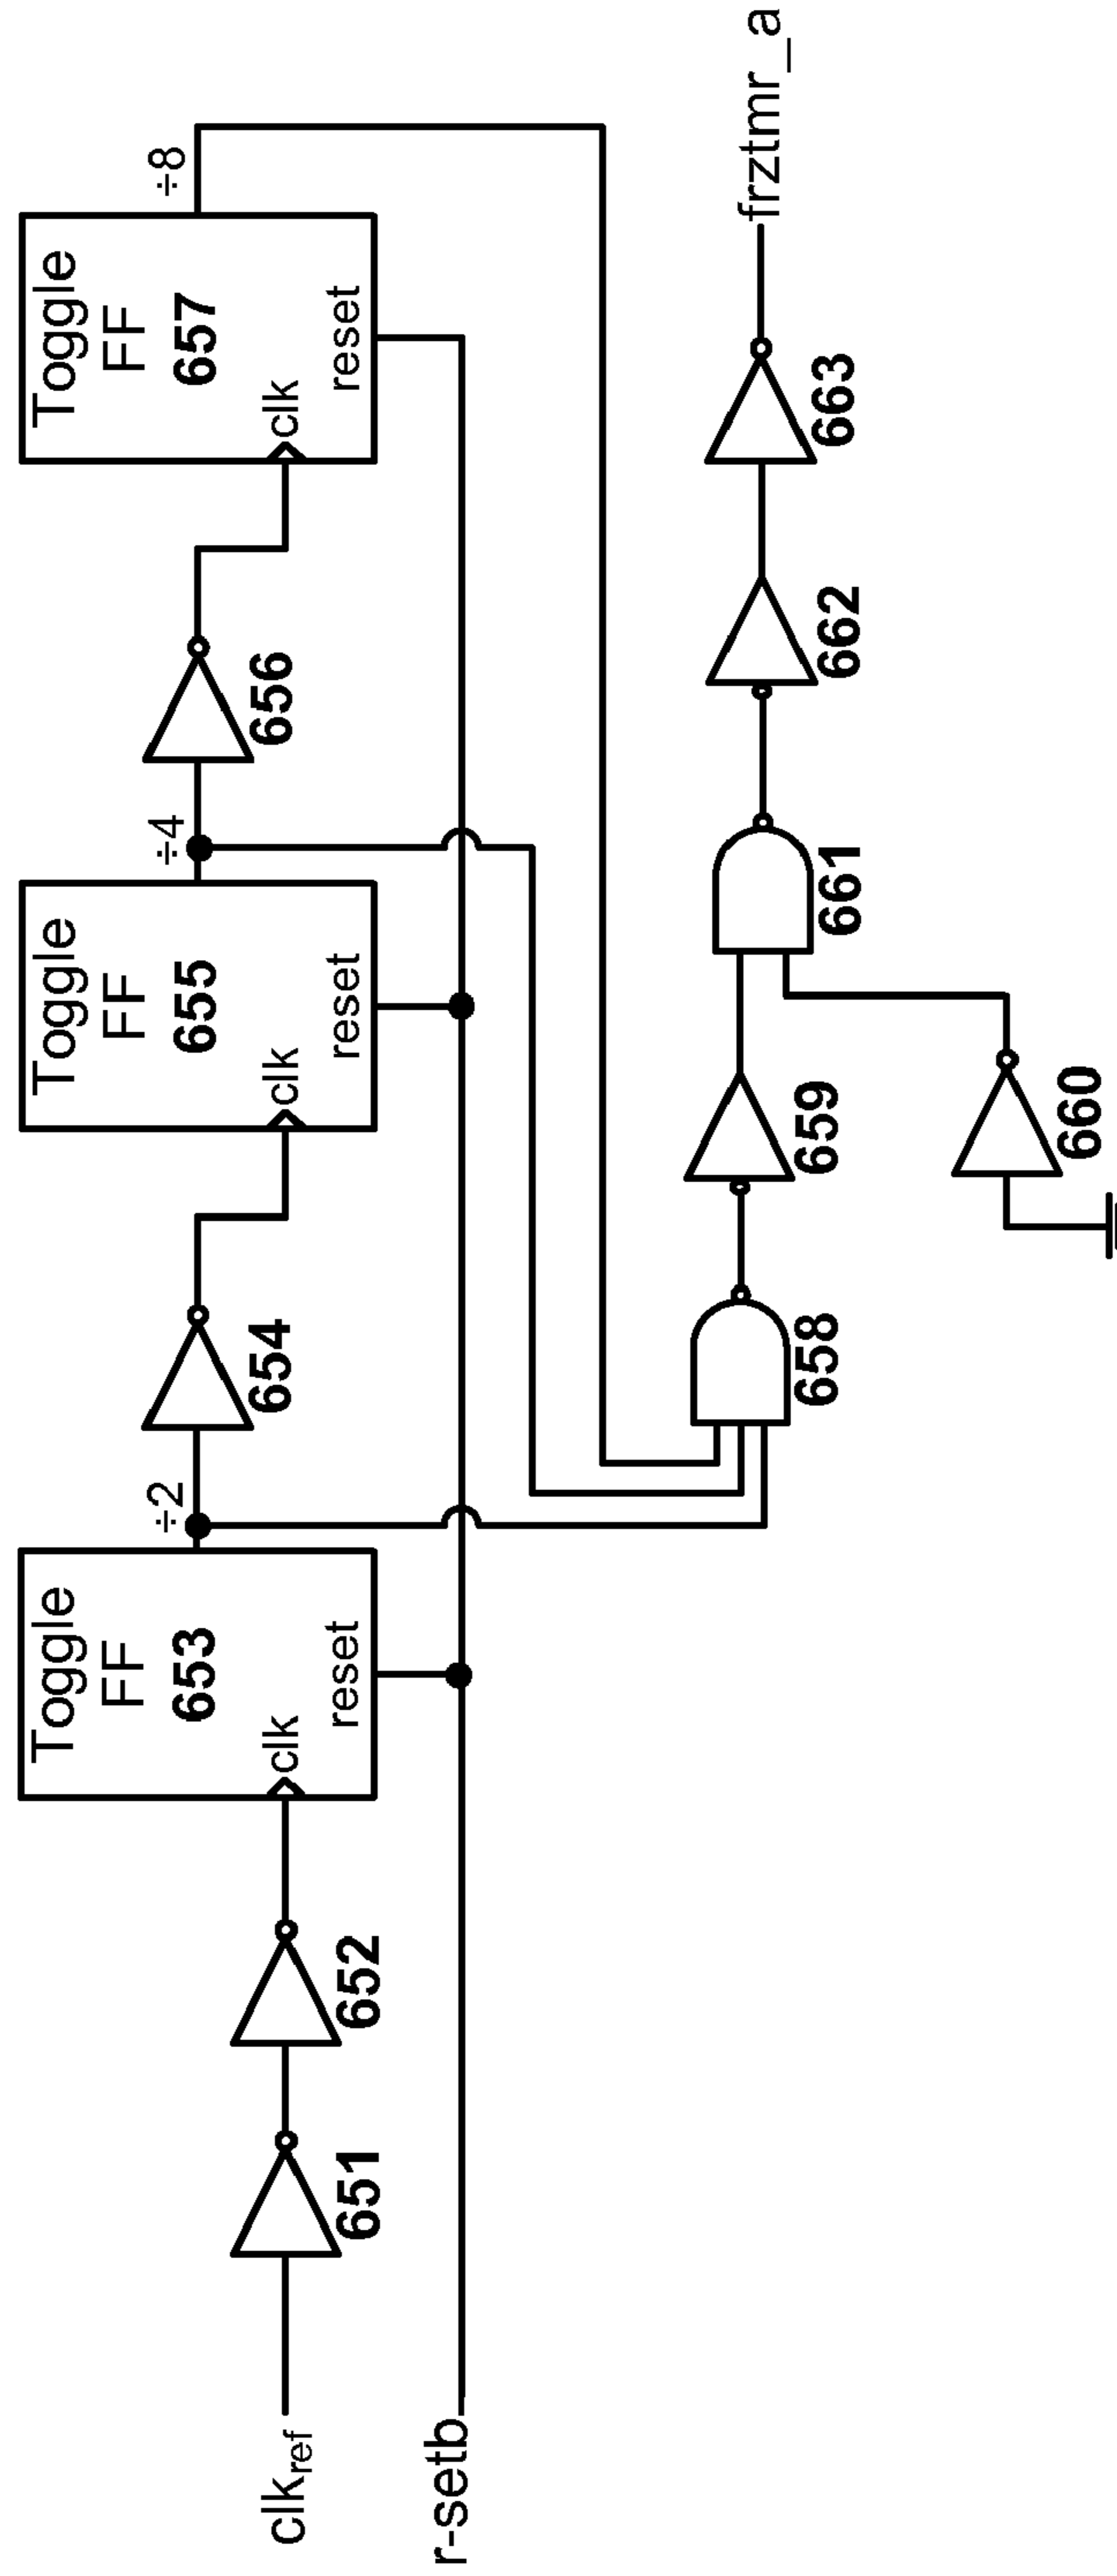 clkref
r-setb
651
652
Toggle
FF
653
clk
reset
÷2
654
Toggle
FF
655
clk
reset
÷4
656
Toggle
FF
657
clk
reset
÷8
658
659
660
661
662
663
frztmr_a